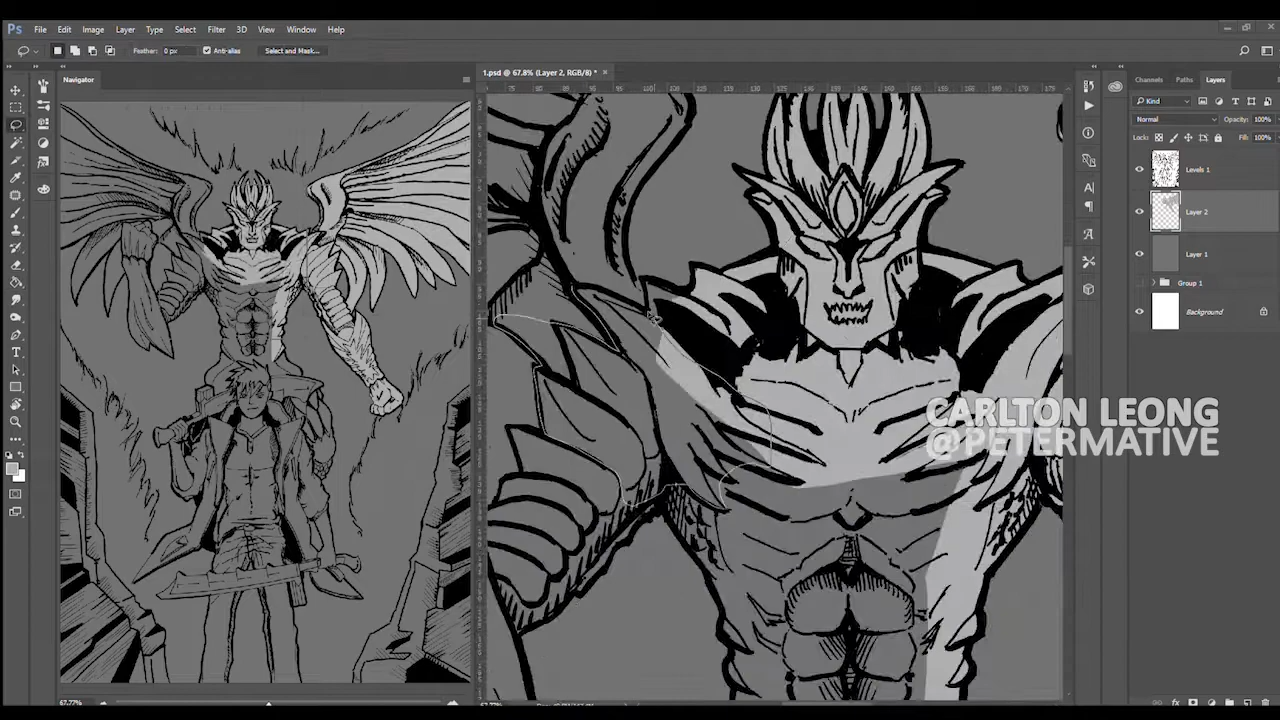 Ps File Edit Image Layer Type Select Filter 3D View Window Help
Feather: 0 px Anti-alias Select and Mask...
Navigator
1.psd @ 67.8% (Layer 2, RGB/8) *
Channels Paths Layers
Kind
Normal Opacity: 100%
Lock: Fill: 100%
Levels 1
Layer 2
Layer 1
Group 1
Background
CARLTON LEONG
@PETERMATIVE
67.77%